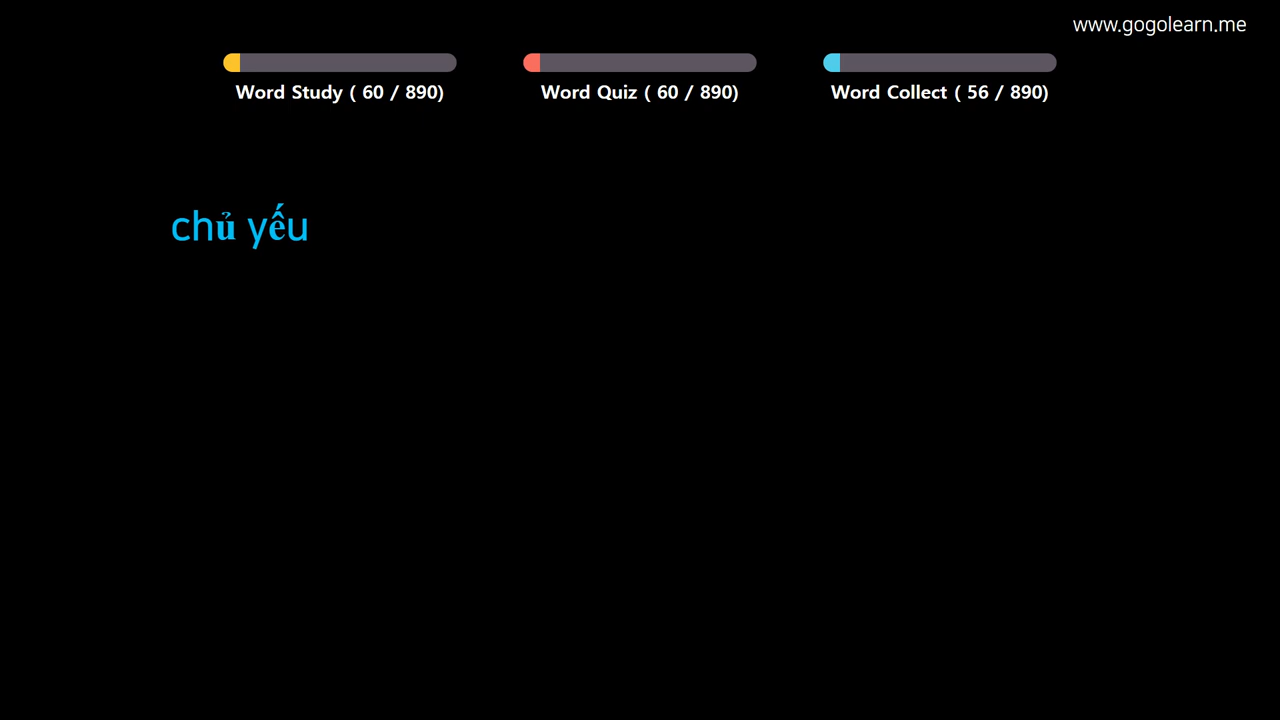 www.gogolearn.me
Word Study ( 60 / 890)
Word Quiz ( 60 / 890)
Word Collect ( 56 / 890)
chủ yếu